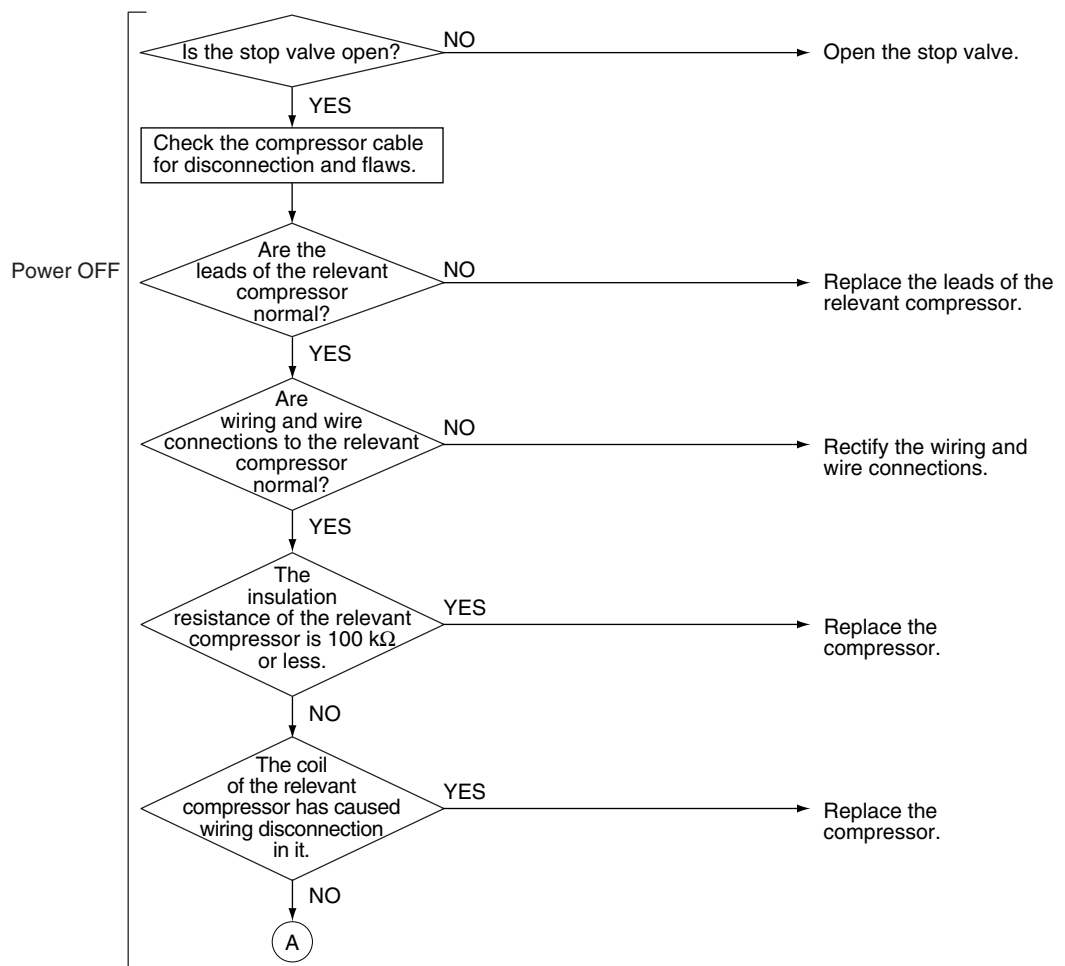 Is the stop valve open?
NO
Open the stop valve.
YES
Check the compressor cable
for disconnection and flaws.
Power OFF
Are the
leads of the relevant
compressor
normal?
NO
Replace the leads of the
relevant compressor.
YES
Are
wiring and wire
connections to the relevant
compressor
normal?
NO
Rectify the wiring and
wire connections.
YES
The
insulation
resistance of the relevant
compressor is 100 kΩ
or less.
YES
Replace the
compressor.
NO
The coil
of the relevant
compressor has caused
wiring disconnection
in it.
YES
Replace the
compressor.
NO
A